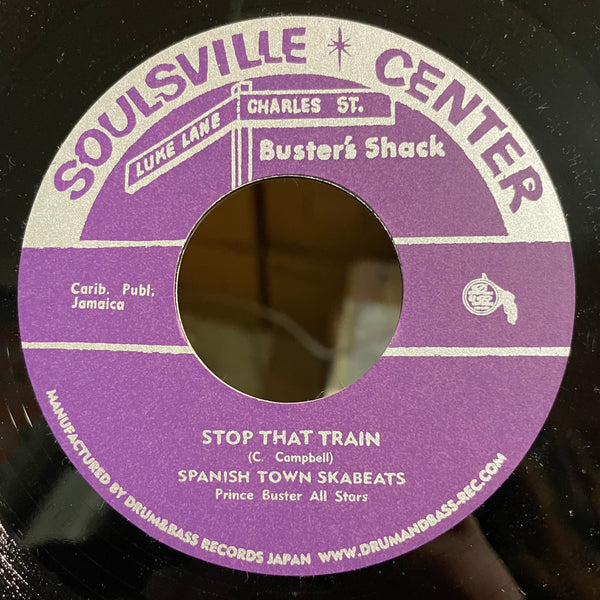 SOULSVILLE CENTER
LUKE LANE
CHARLES ST.
Buster's Shack
Carib. Publ;
Jamaica
STOP THAT TRAIN
(C. Campbell)
SPANISH TOWN SKABEATS
Prince Buster All Stars
MANUFACTURED BY DRUM&BASS RECORDS JAPAN WWW.DRUMANDBASS-REC.COM